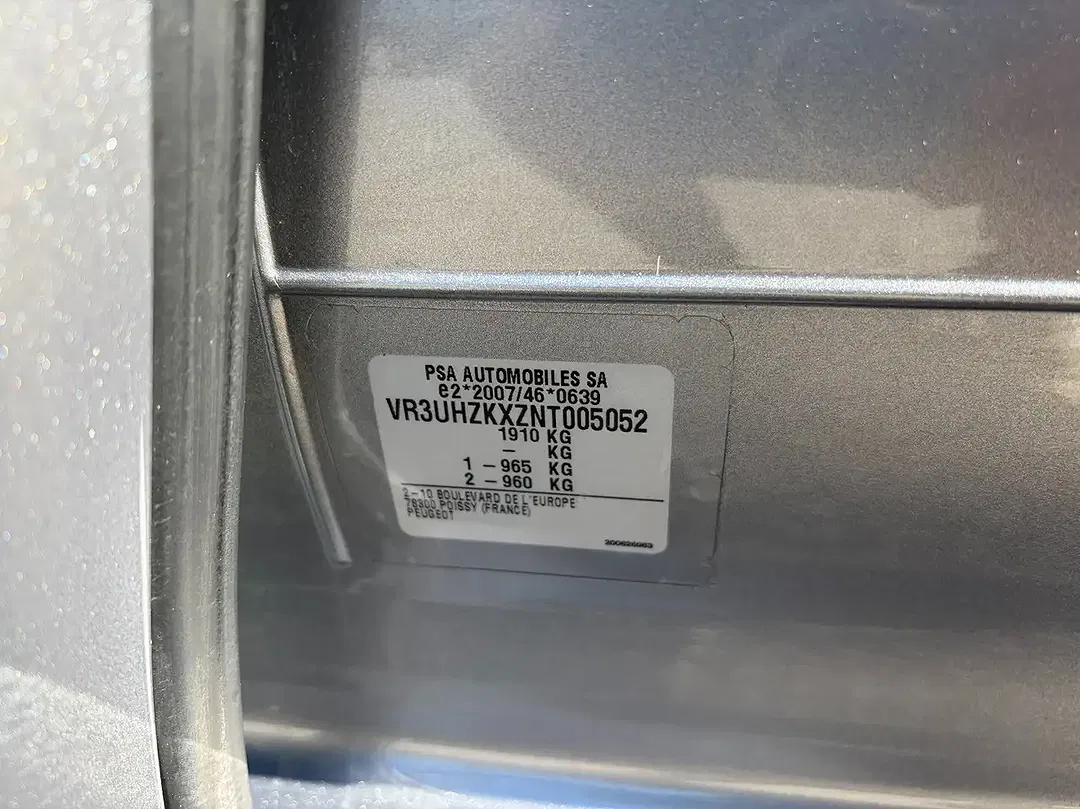 PSA AUTOMOBILES SA
e2*2007/46*0639
VR3UHZKXZNT005052
1910 KG
– KG
1 – 965 KG
2 – 960 KG
2–10 BOULEVARD DE L'EUROPE
78300 POISSY (FRANCE)
PEUGEOT